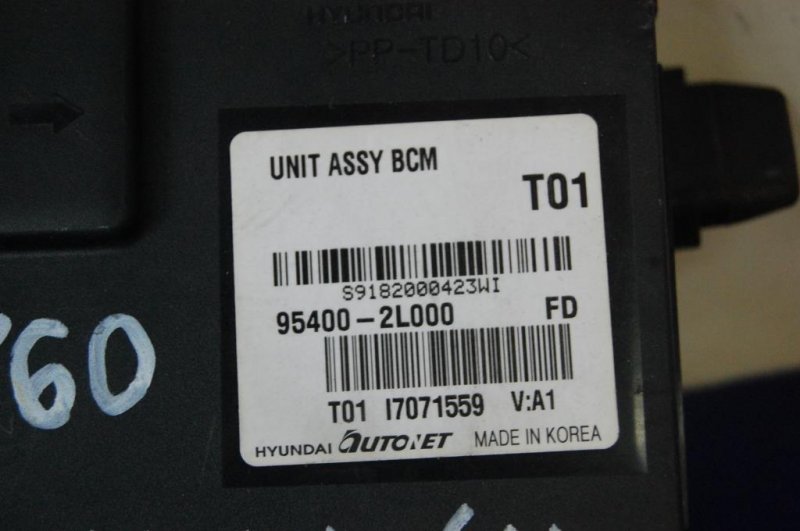 HYUNDAI
>PP-TD10<
UNIT ASSY BCM
T01
S9182000423WI
95400-2L000 FD
T01 I7071559 V:A1
HYUNDAI AUTONET MADE IN KOREA
60